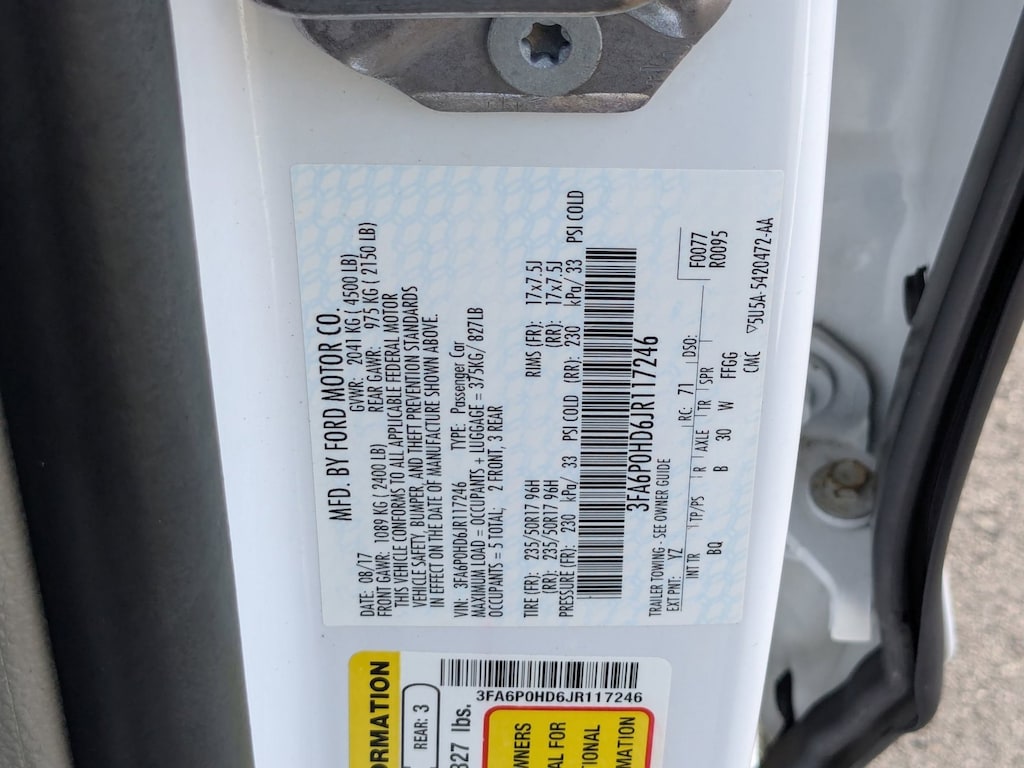 MFD. BY FORD MOTOR CO.
DATE: 08/17 GVWR: 2041 KG ( 4500 LB)
FRONT GAWR: 1089 KG ( 2400 LB) REAR GAWR: 975 KG ( 2150 LB)
THIS VEHICLE CONFORMS TO ALL APPLICABLE FEDERAL MOTOR
VEHICLE SAFETY, BUMPER, AND THEFT PREVENTION STANDARDS
IN EFFECT ON THE DATE OF MANUFACTURE SHOWN ABOVE.
VIN: 3FA6P0HD6JR117246 TYPE: Passenger Car
MAXIMUM LOAD = OCCUPANTS + LUGGAGE = 375KG/ 827LB
OCCUPANTS = 5 TOTAL; 2 FRONT, 3 REAR
TIRE (FR): 235/50R17 96H RIMS (FR): 17x7.5J
(RR): 235/50R17 96H (RR): 17x7.5J
PRESSURE (FR): 230 kPa/ 33 PSI COLD (RR): 230 kPa/ 33 PSI COLD
3FA6P0HD6JR117246
TRAILER TOWING - SEE OWNER GUIDE
EXT PNT: YZ RC: 71 DSO: F0077
INT TR TP/PS R AXLE TR SPR R0095
BQ B 30 W FFGG
CMC ▽5U5A-5420472-AA
ORMATION
REAR: 3
3FA6P0HD6JR117246
827 lbs.
WNERS
AL FOR
TIONAL
MATION